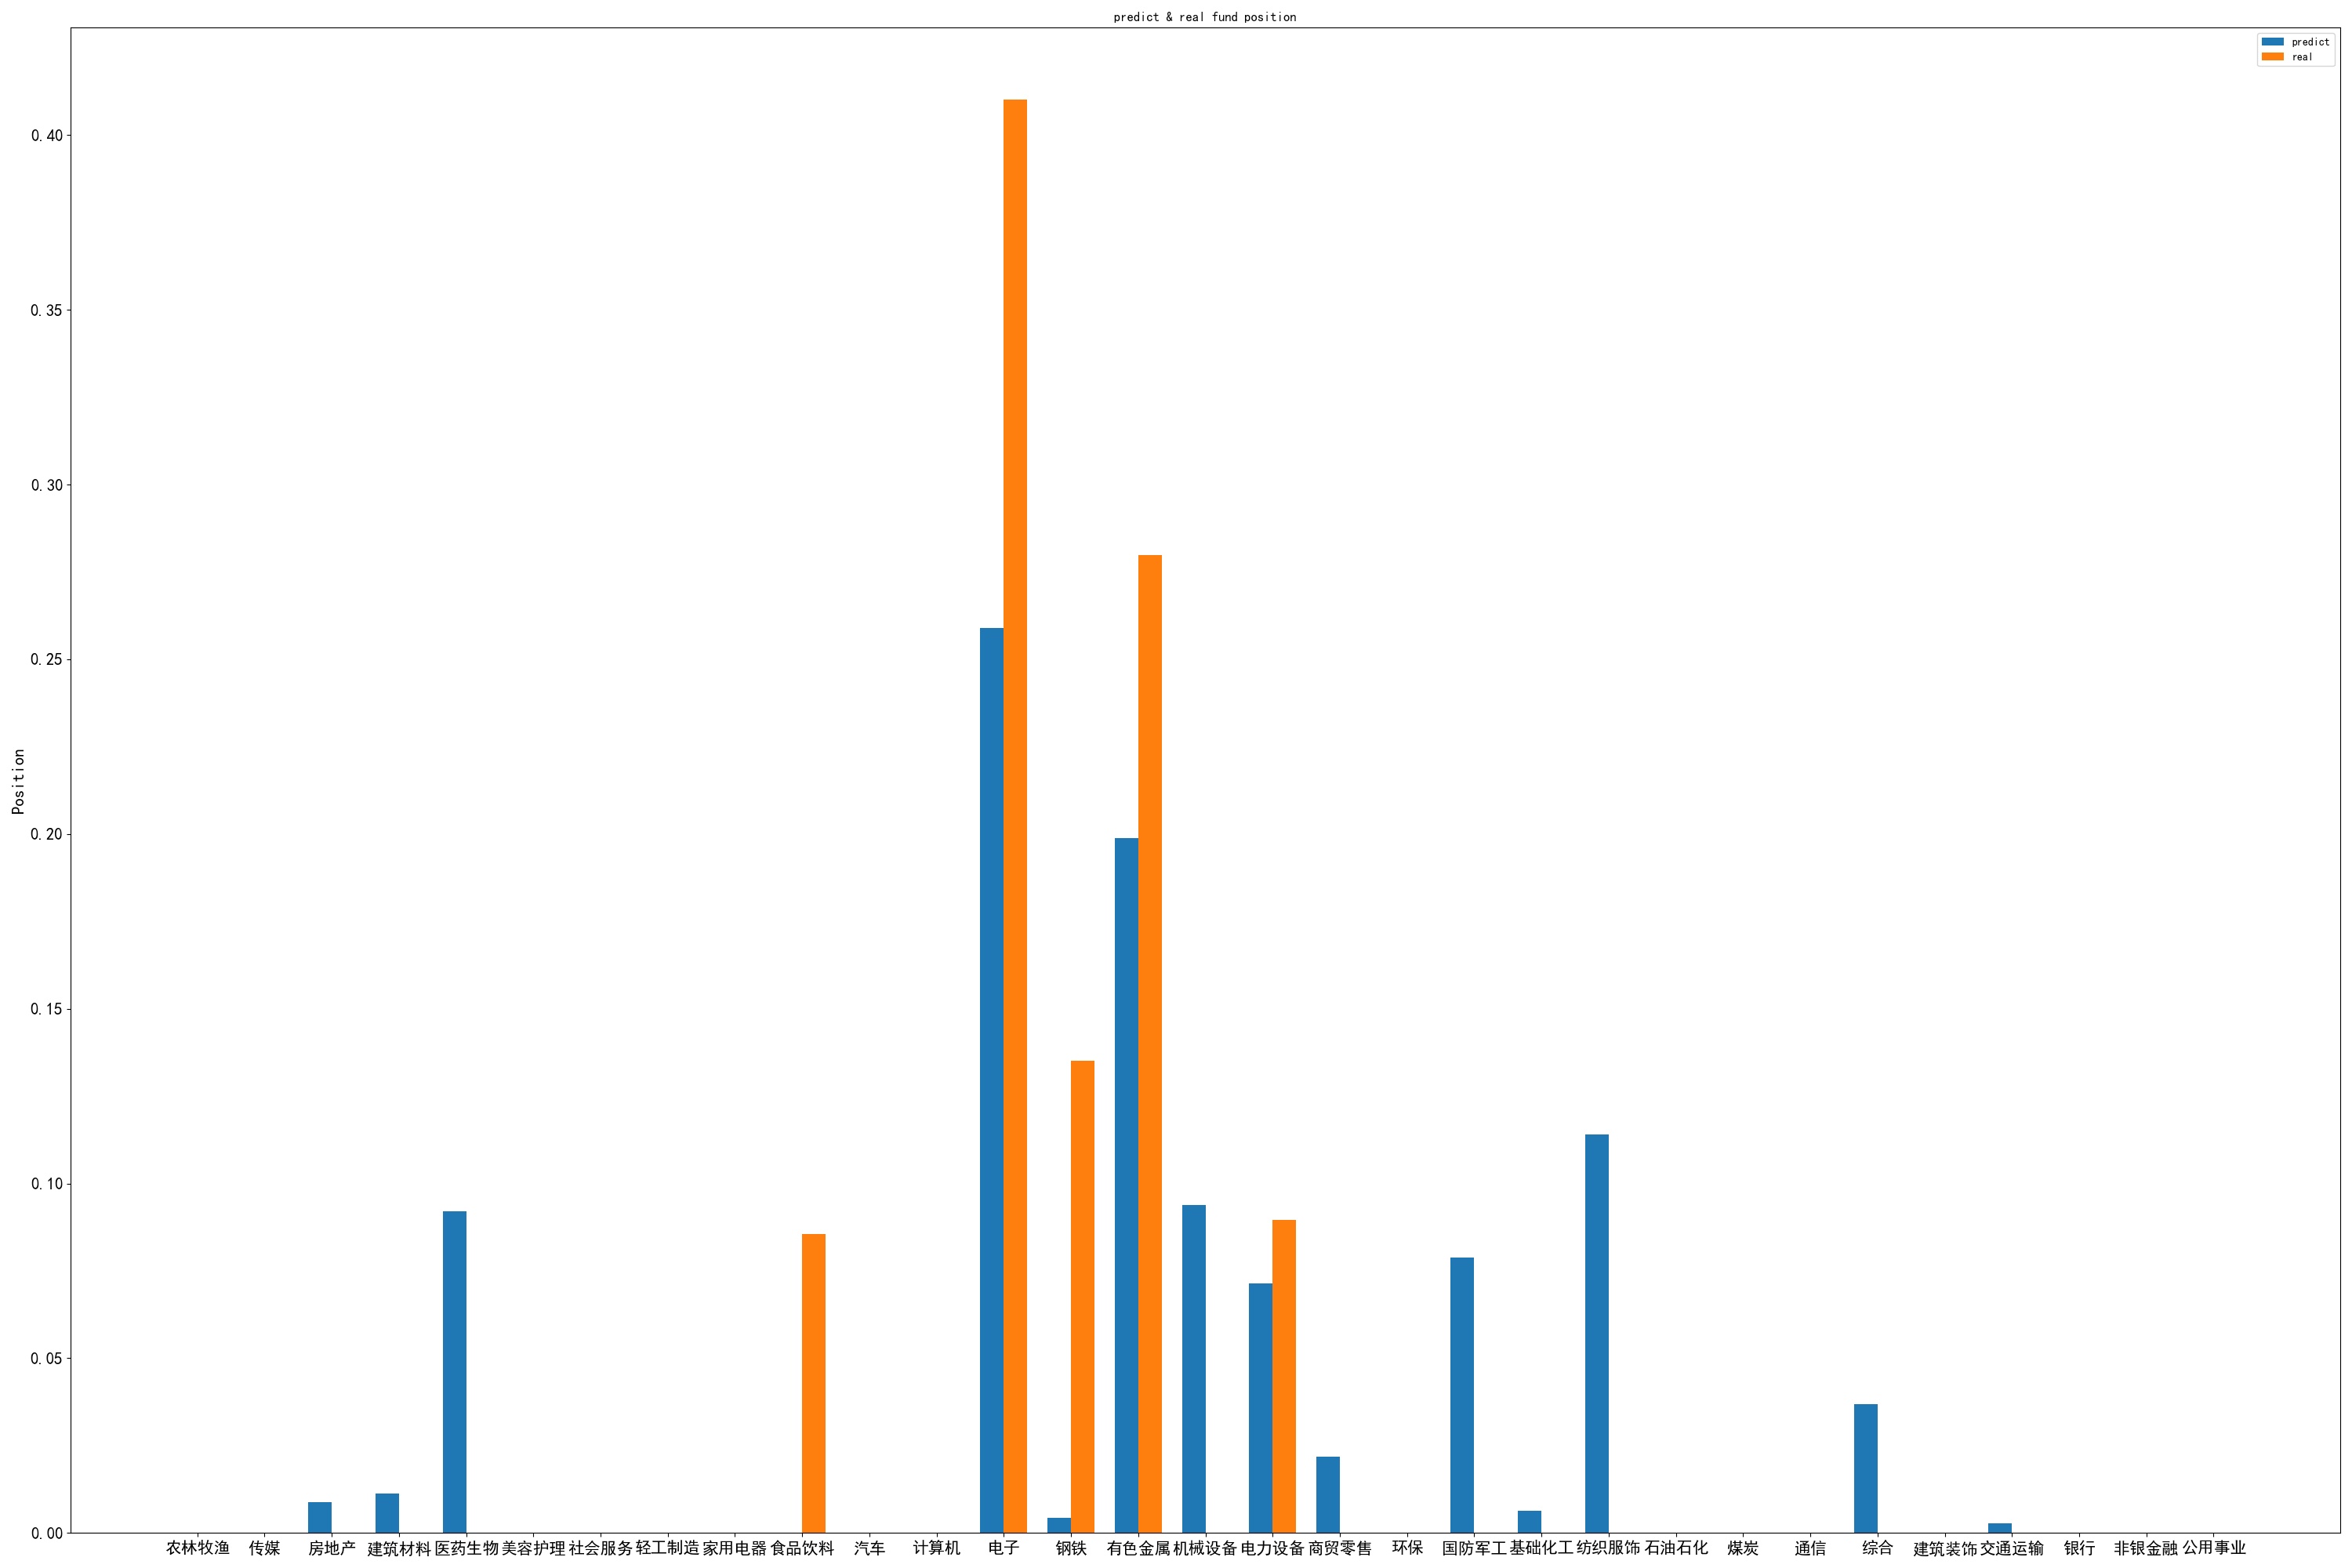 predict & real fund position
predict
real
0.40
0.35
0.30
0.25
0.20
0.15
0.10
0.05
0.00
Position
农林牧渔 传媒 房地产 建筑材料 医药生物 美容护理 社会服务 轻工制造 家用电器 食品饮料 汽车 计算机 电子 钢铁 有色金属 机械设备 电力设备 商贸零售 环保 国防军工 基础化工 纺织服饰 石油石化 煤炭 通信 综合 建筑装饰 交通运输 银行 非银金融 公用事业